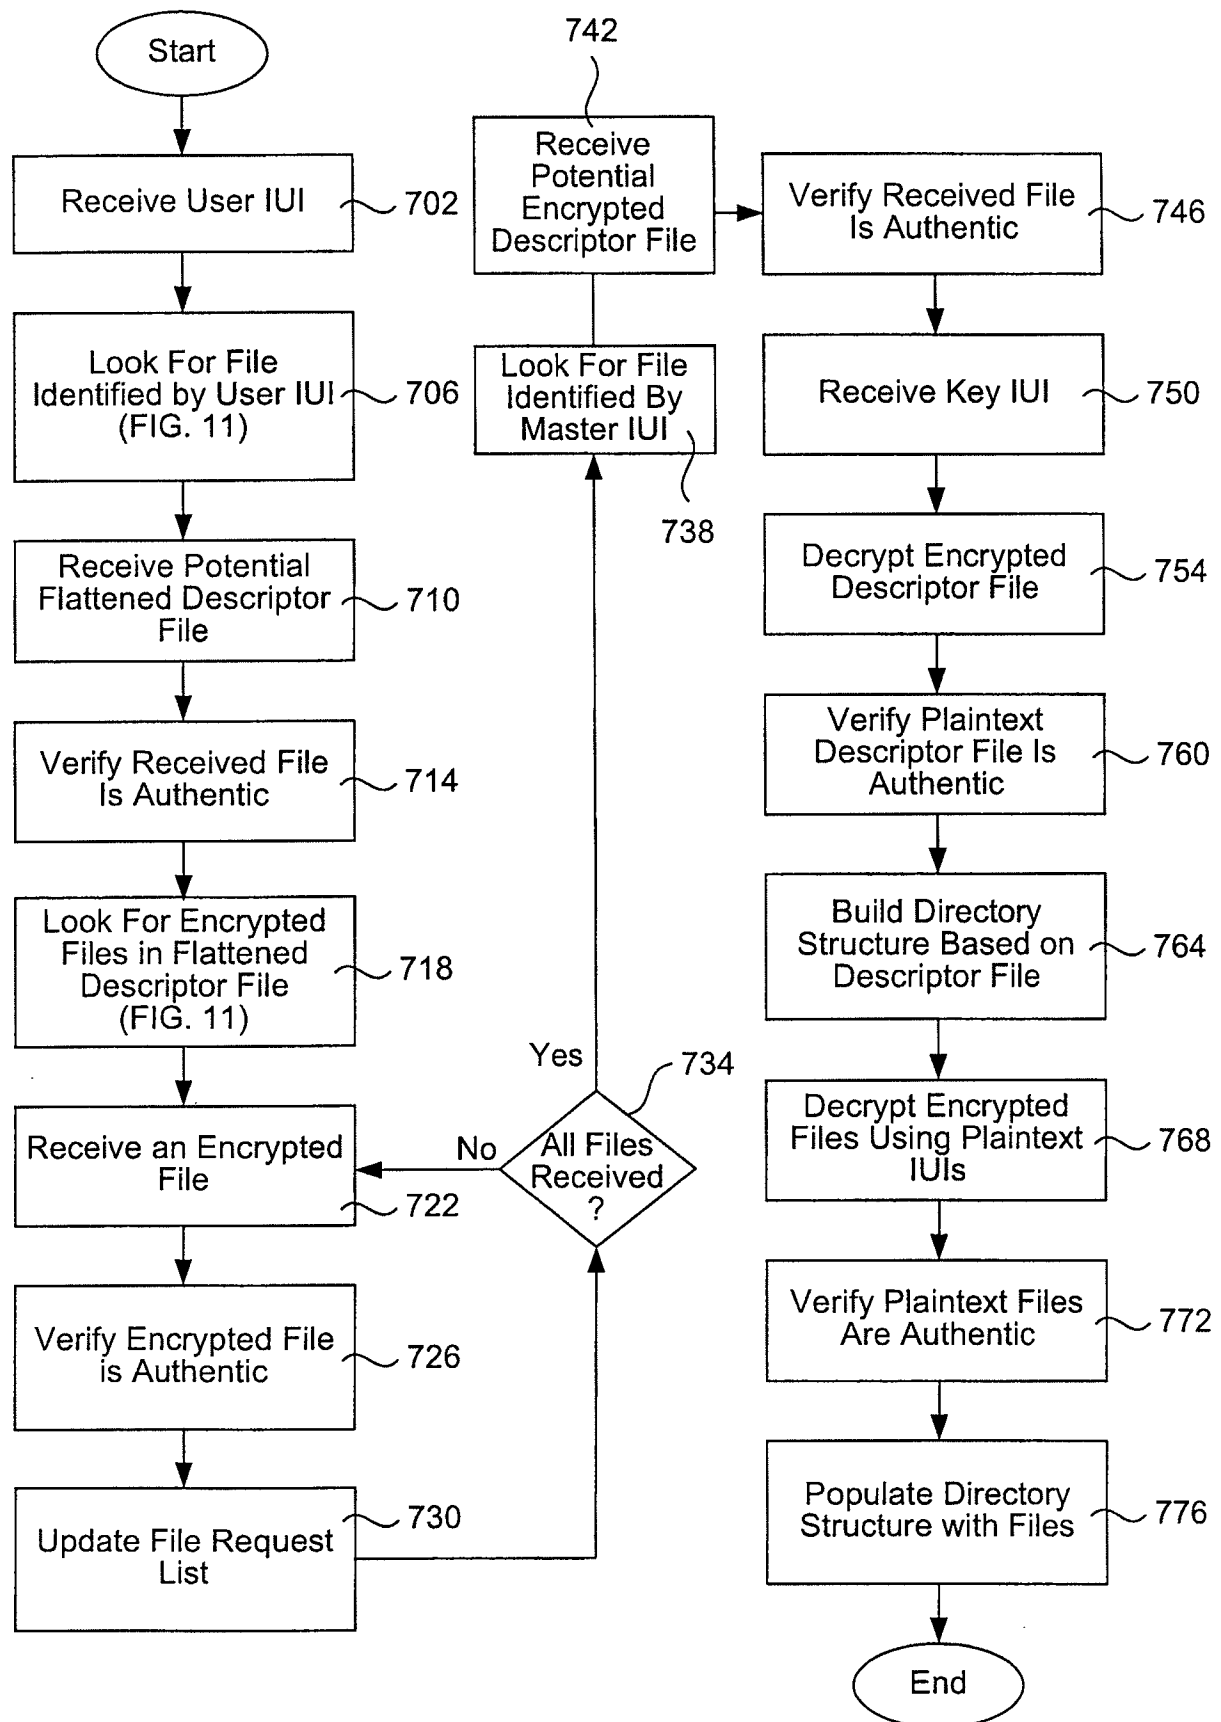 Start
Receive User IUI
702
Look For File
Identified by User IUI
(FIG. 11)
706
Receive Potential
Flattened Descriptor
File
710
Verify Received File
Is Authentic
714
Look For Encrypted
Files in Flattened
Descriptor File
(FIG. 11)
718
Receive an Encrypted
File
722
Verify Encrypted File
is Authentic
726
Update File Request
List
730
All Files
Received
?
734
No
Yes
Look For File
Identified By
Master IUI
738
742
Receive
Potential
Encrypted
Descriptor File
Verify Received File
Is Authentic
746
Receive Key IUI
750
Decrypt Encrypted
Descriptor File
754
Verify Plaintext
Descriptor File Is
Authentic
760
Build Directory
Structure Based on
Descriptor File
764
Decrypt Encrypted
Files Using Plaintext
IUIs
768
Verify Plaintext Files
Are Authentic
772
Populate Directory
Structure with Files
776
End